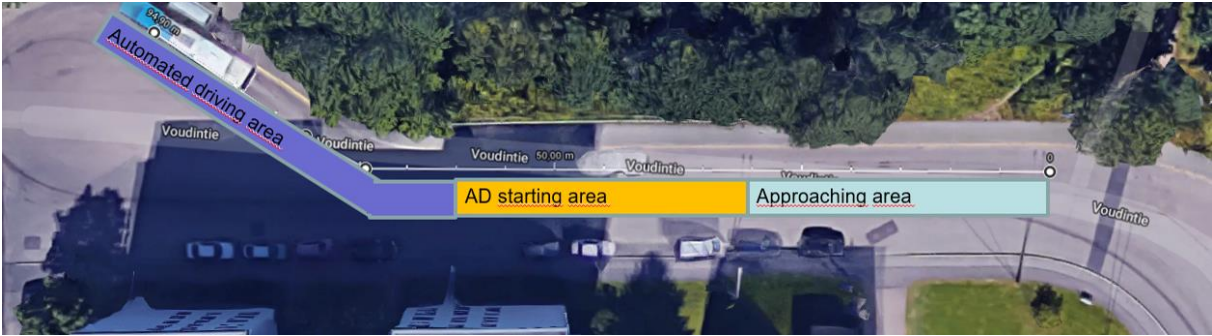 94,90 m
Automated driving area
Voudintie
Voudintie
Voudintie
50,00 m
Voudintie
0
AD starting area
Approaching area
Voudintie